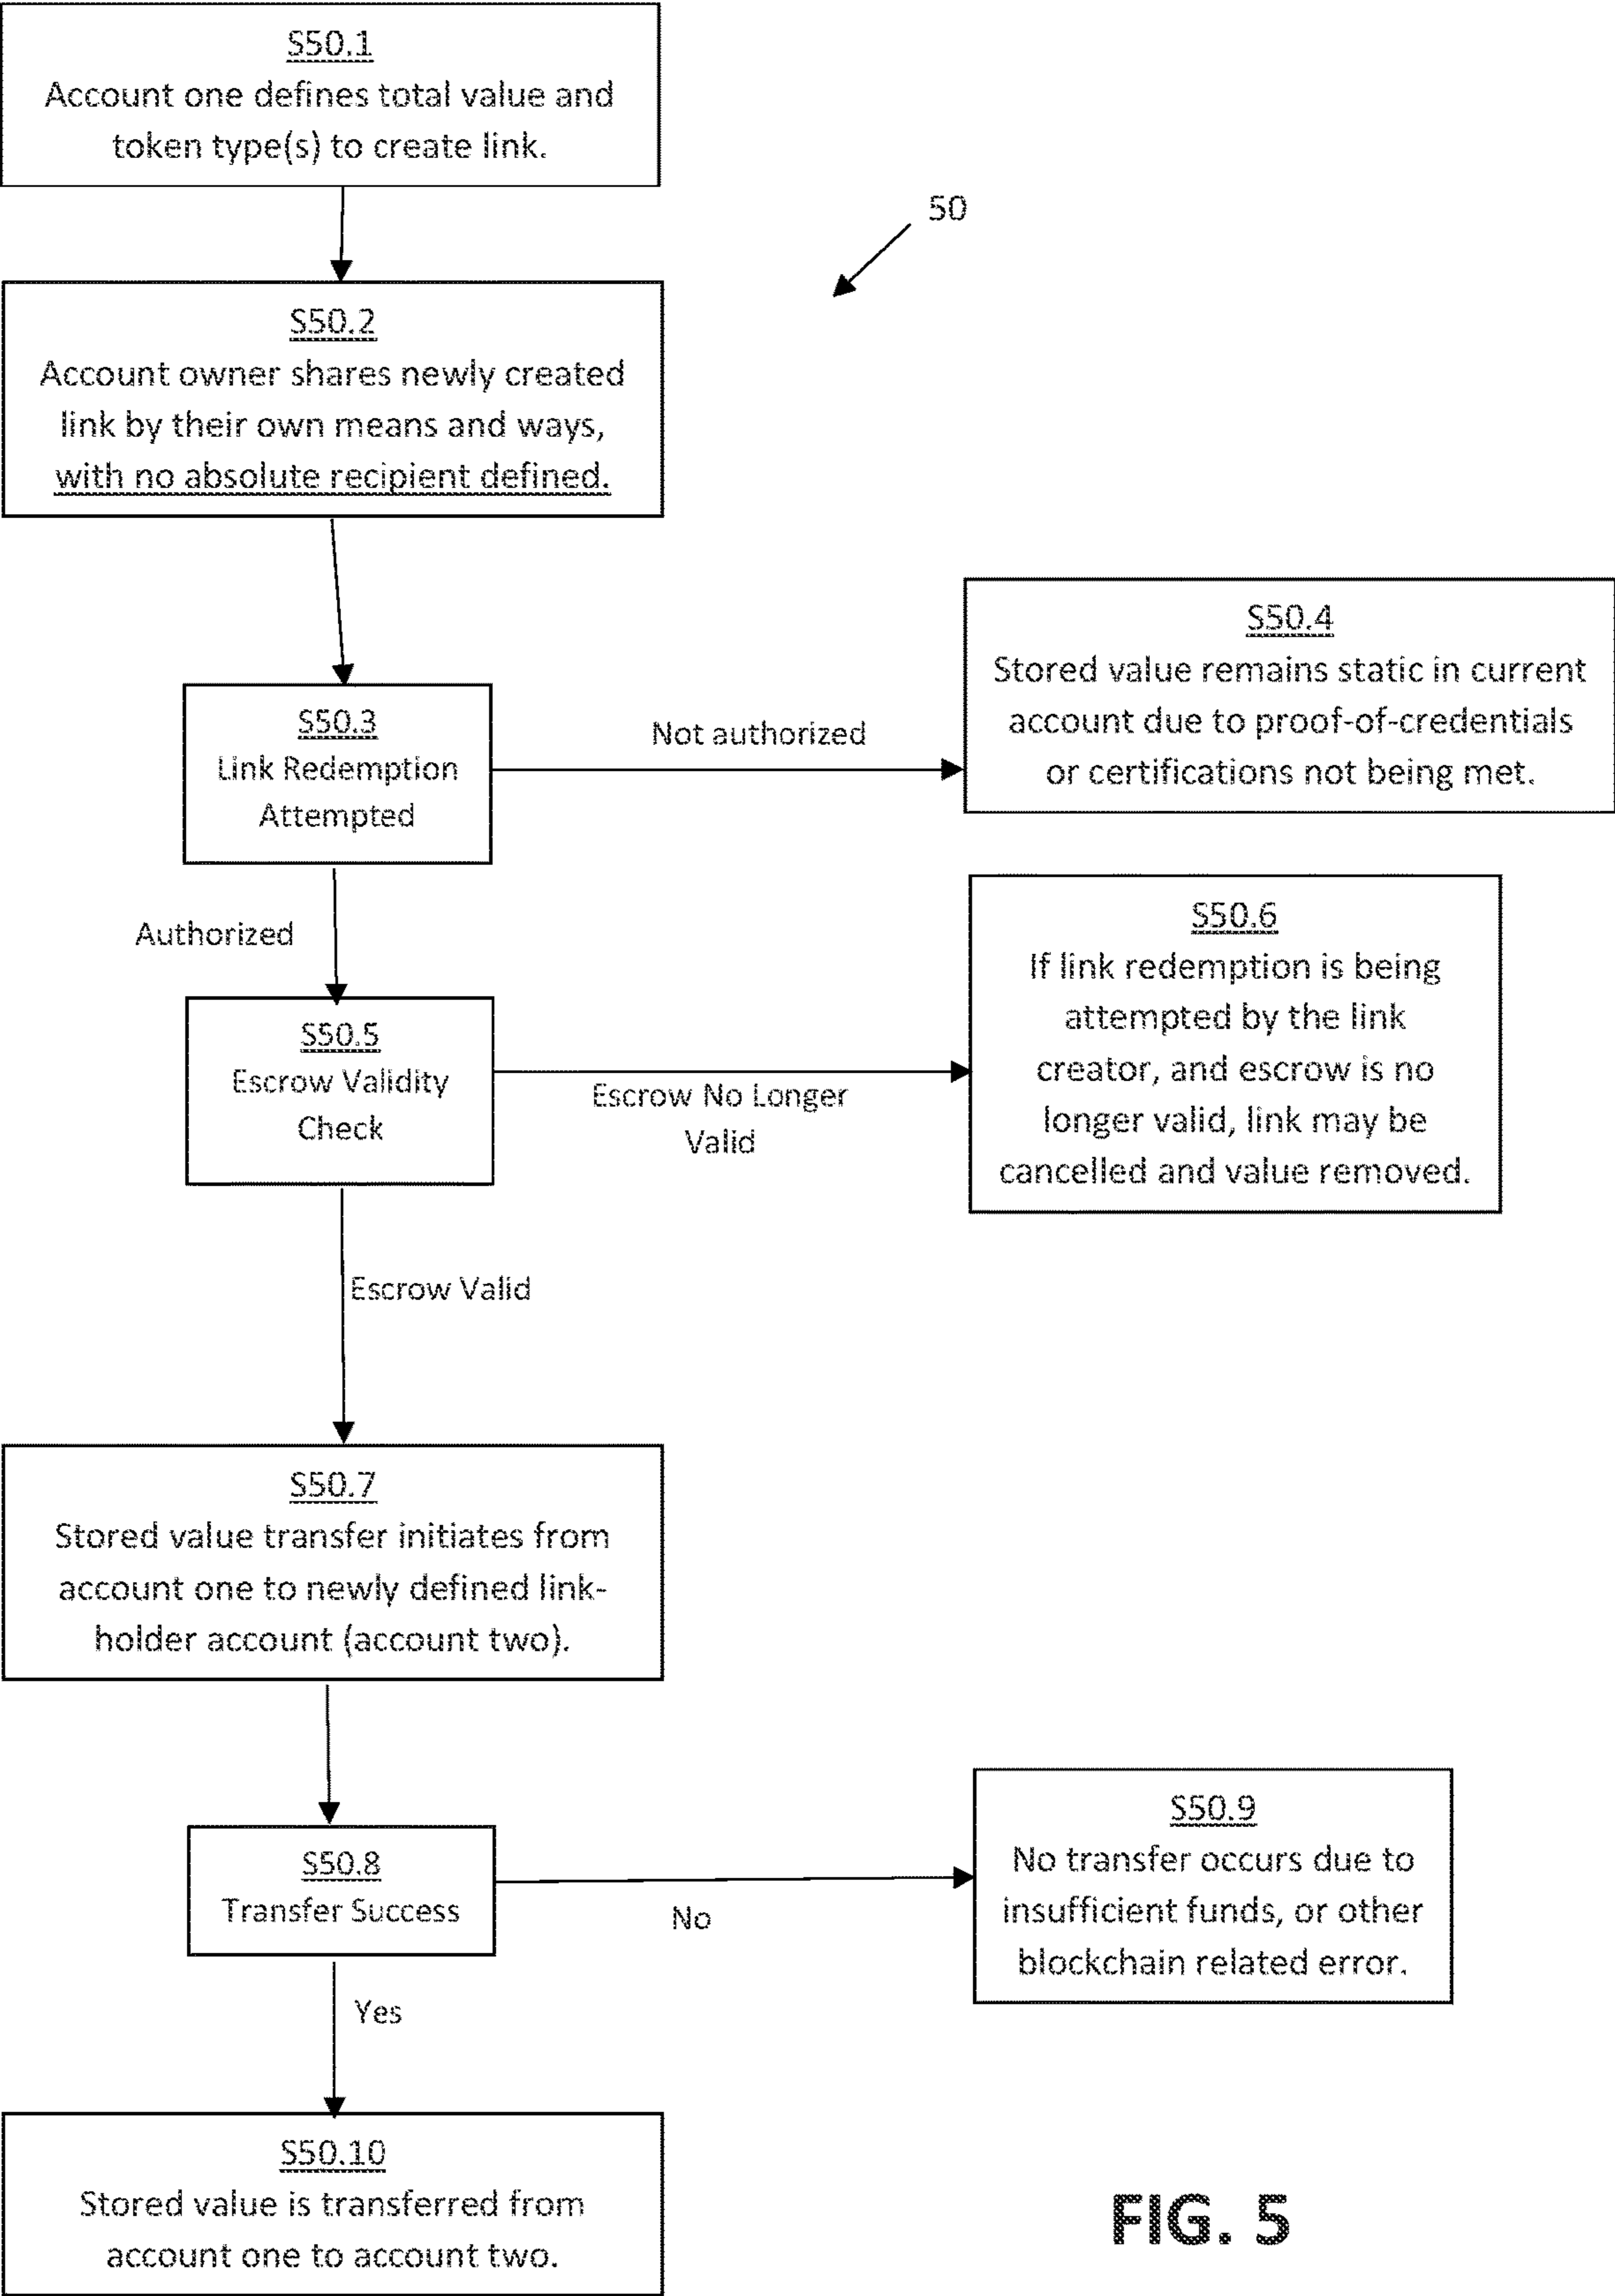 S50.1
Account one defines total value and
token type(s) to create link.
50
S50.2
Account owner shares newly created
link by their own means and ways,
with no absolute recipient defined.
S50.3
Link Redemption
Attempted
Not authorized
S50.4
Stored value remains static in current
account due to proof-of-credentials
or certifications not being met.
Authorized
S50.5
Escrow Validity
Check
Escrow No Longer
Valid
S50.6
If link redemption is being
attempted by the link
creator, and escrow is no
longer valid, link may be
cancelled and value removed.
Escrow Valid
S50.7
Stored value transfer initiates from
account one to newly defined link-
holder account (account two).
S50.8
Transfer Success
No
S50.9
No transfer occurs due to
insufficient funds, or other
blockchain related error.
Yes
S50.10
Stored value is transferred from
account one to account two.
FIG. 5